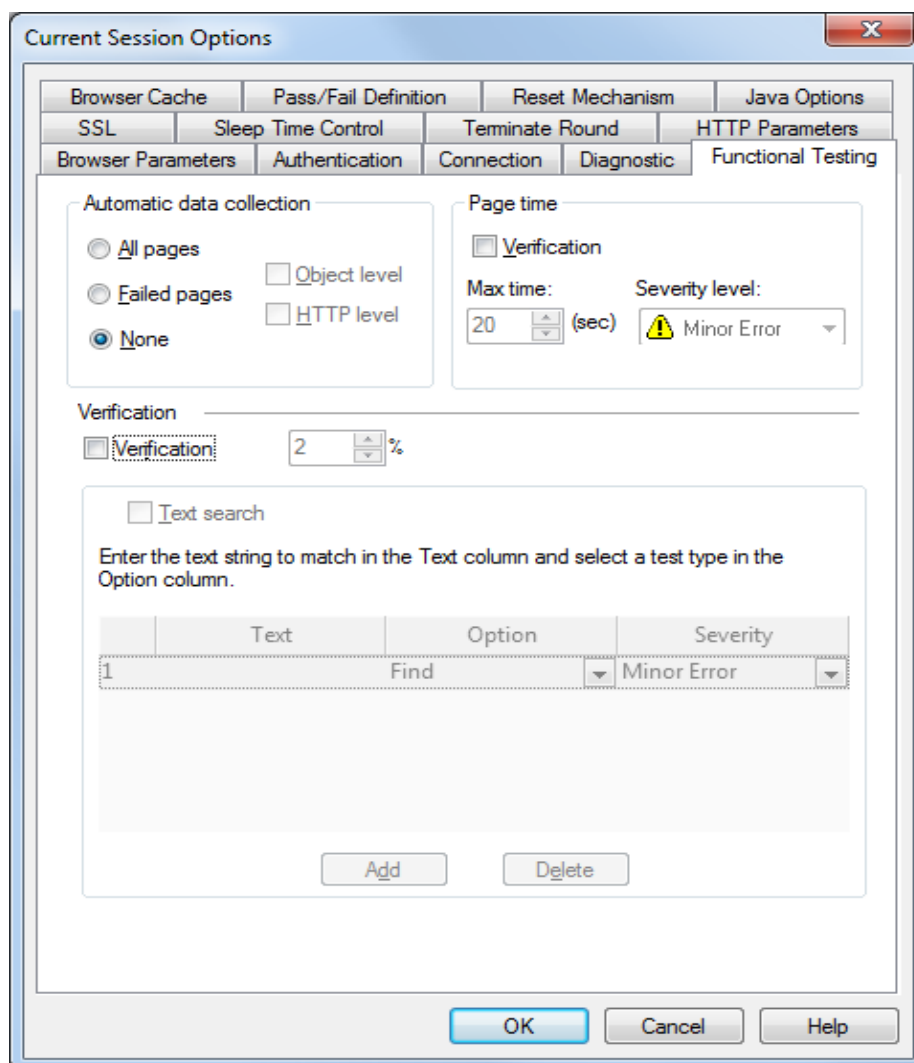 Current Session Options
Browser Cache Pass/Fail Definition Reset Mechanism Java Options
SSL Sleep Time Control Terminate Round HTTP Parameters
Browser Parameters Authentication Connection Diagnostic Functional Testing
Automatic data collection
All pages
Failed pages
None
Object level
HTTP level
Page time
Verification
Max time: Severity level:
20 (sec) Minor Error
Verification
Verification 2 %
Text search
Enter the text string to match in the Text column and select a test type in the
Option column.
Text Option Severity
1 Find Minor Error
Add Delete
OK Cancel Help